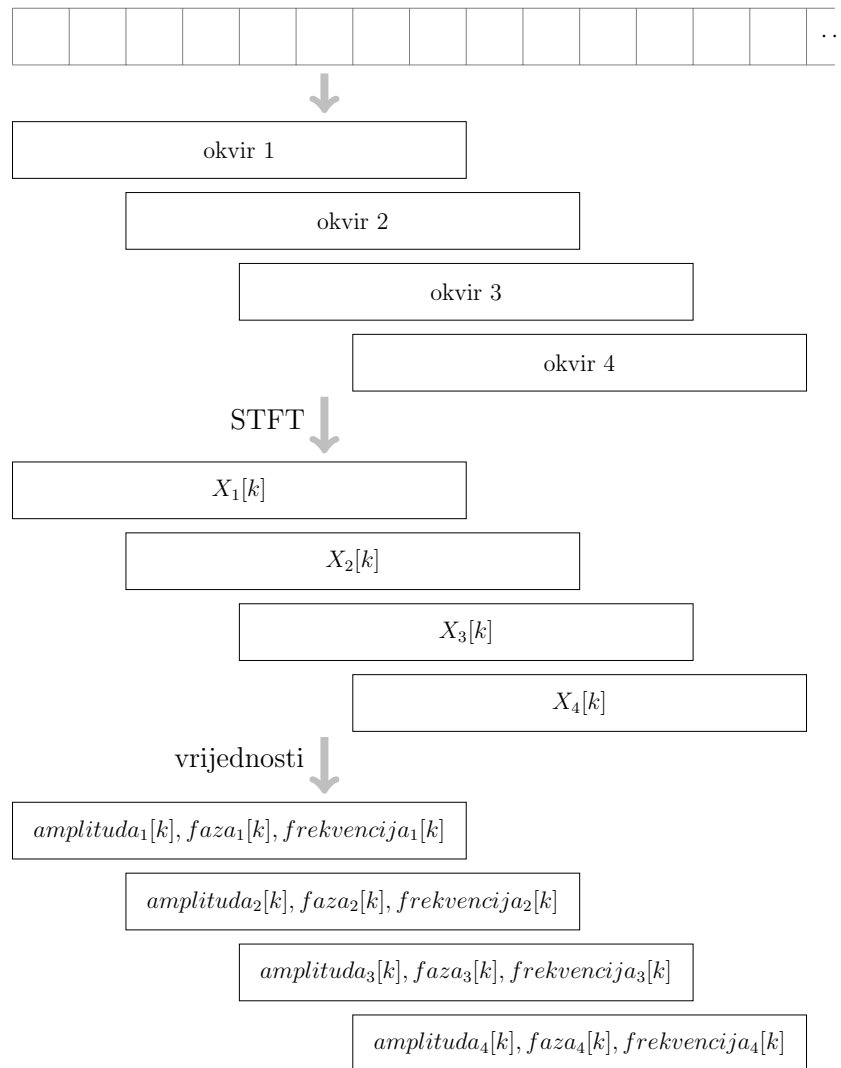 . .
okvir 1
okvir 2
okvir 3
okvir 4
STFT
X₁[k]
X₂[k]
X₃[k]
X₄[k]
vrijednosti
amplituda₁[k], faza₁[k], frekvencija₁[k]
amplituda₂[k], faza₂[k], frekvencija₂[k]
amplituda₃[k], faza₃[k], frekvencija₃[k]
amplituda₄[k], faza₄[k], frekvencija₄[k]